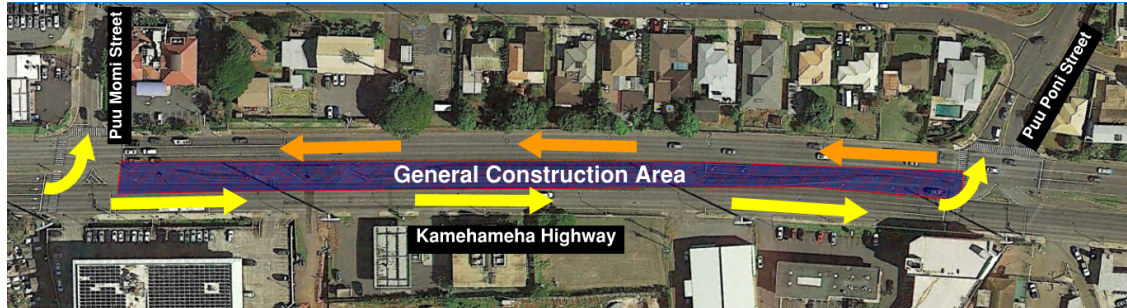 Puu Momi Street
Puu Poni Street
General Construction Area
Kamehameha Highway